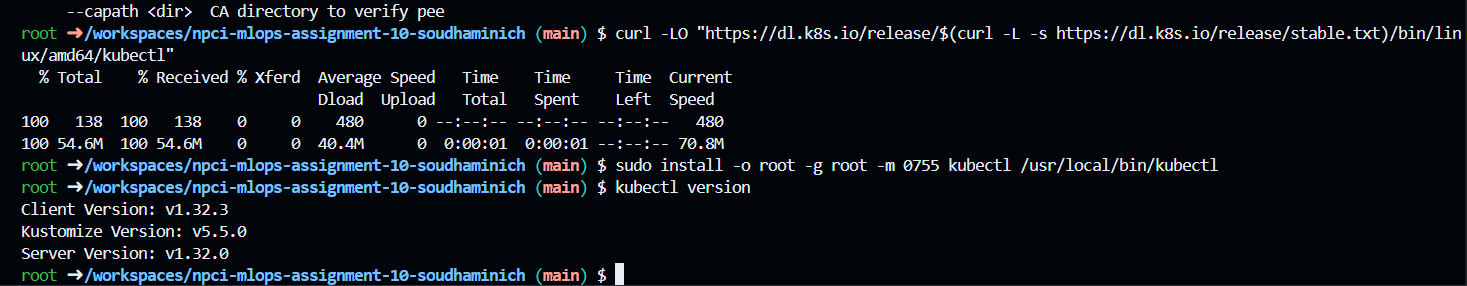 --capath <dir>  CA directory to verify pee
root ➜/workspaces/npci-mlops-assignment-10-soudhaminich (main) $ curl -LO "https://dl.k8s.io/release/$(curl -L -s https://dl.k8s.io/release/stable.txt)/bin/lin
ux/amd64/kubectl"
  % Total    % Received % Xferd  Average Speed   Time    Time     Time  Current
                                 Dload  Upload   Total   Spent    Left  Speed
100   138  100   138    0     0    480      0 --:--:-- --:--:-- --:--:--   480
100 54.6M  100 54.6M    0     0  40.4M      0  0:00:01  0:00:01 --:--:-- 70.8M
root ➜/workspaces/npci-mlops-assignment-10-soudhaminich (main) $ sudo install -o root -g root -m 0755 kubectl /usr/local/bin/kubectl
root ➜/workspaces/npci-mlops-assignment-10-soudhaminich (main) $ kubectl version
Client Version: v1.32.3
Kustomize Version: v5.5.0
Server Version: v1.32.0
root ➜/workspaces/npci-mlops-assignment-10-soudhaminich (main) $